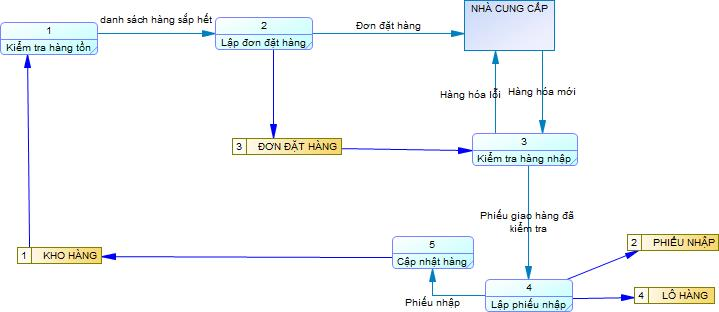 NHÀ CUNG CẤP
danh sách hàng sắp hết
Đơn đặt hàng
1
Kiểm tra hàng tồn
2
Lập đơn đặt hàng
Hàng hóa lỗi
Hàng hóa mới
3 ĐƠN ĐẶT HÀNG
3
Kiểm tra hàng nhập
Phiếu giao hàng đã
kiểm tra
1 KHO HÀNG
5
Cập nhật hàng
2 PHIẾU NHẬP
Phiếu nhập
4
Lập phiếu nhập
4 LÔ HÀNG